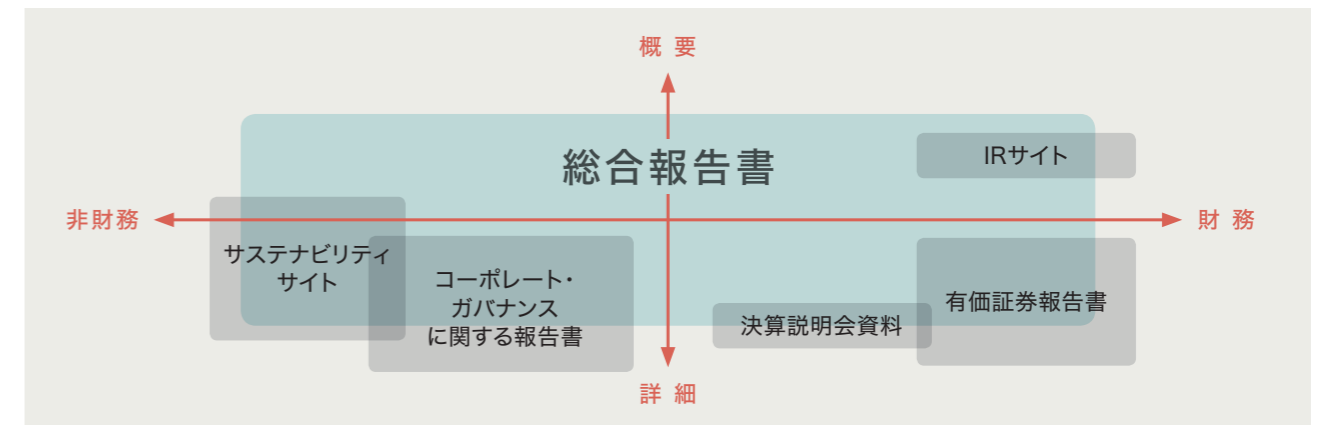 概要
総合報告書
IRサイト
非財務
財務
サステナビリティ
サイト
コーポレート・
ガバナンス
に関する報告書
決算説明会資料
有価証券報告書
詳細